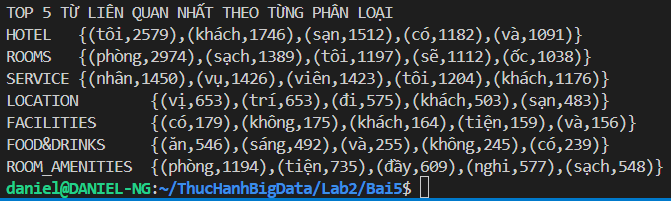 TOP 5 TỪ LIÊN QUAN NHẤT THEO TỪNG PHÂN LOẠI
HOTEL {(tôi,2579),(khách,1746),(sạn,1512),(có,1182),(và,1091)}
ROOMS {(phòng,2974),(sạch,1389),(tôi,1197),(sẽ,1112),(ốc,1038)}
SERVICE {(nhân,1450),(vụ,1426),(viên,1423),(tôi,1204),(khách,1176)}
LOCATION {(vị,653),(trí,653),(đi,575),(khách,503),(sạn,483)}
FACILITIES {(có,179),(không,175),(khách,164),(tiện,159),(và,156)}
FOOD&DRINKS {(ăn,546),(sáng,492),(và,255),(không,245),(có,239)}
ROOM_AMENITIES {(phòng,1194),(tiện,735),(đầy,609),(nghi,577),(sạch,548)}
daniel@DANIEL-NG:~/ThucHanhBigData/Lab2/Bai5$